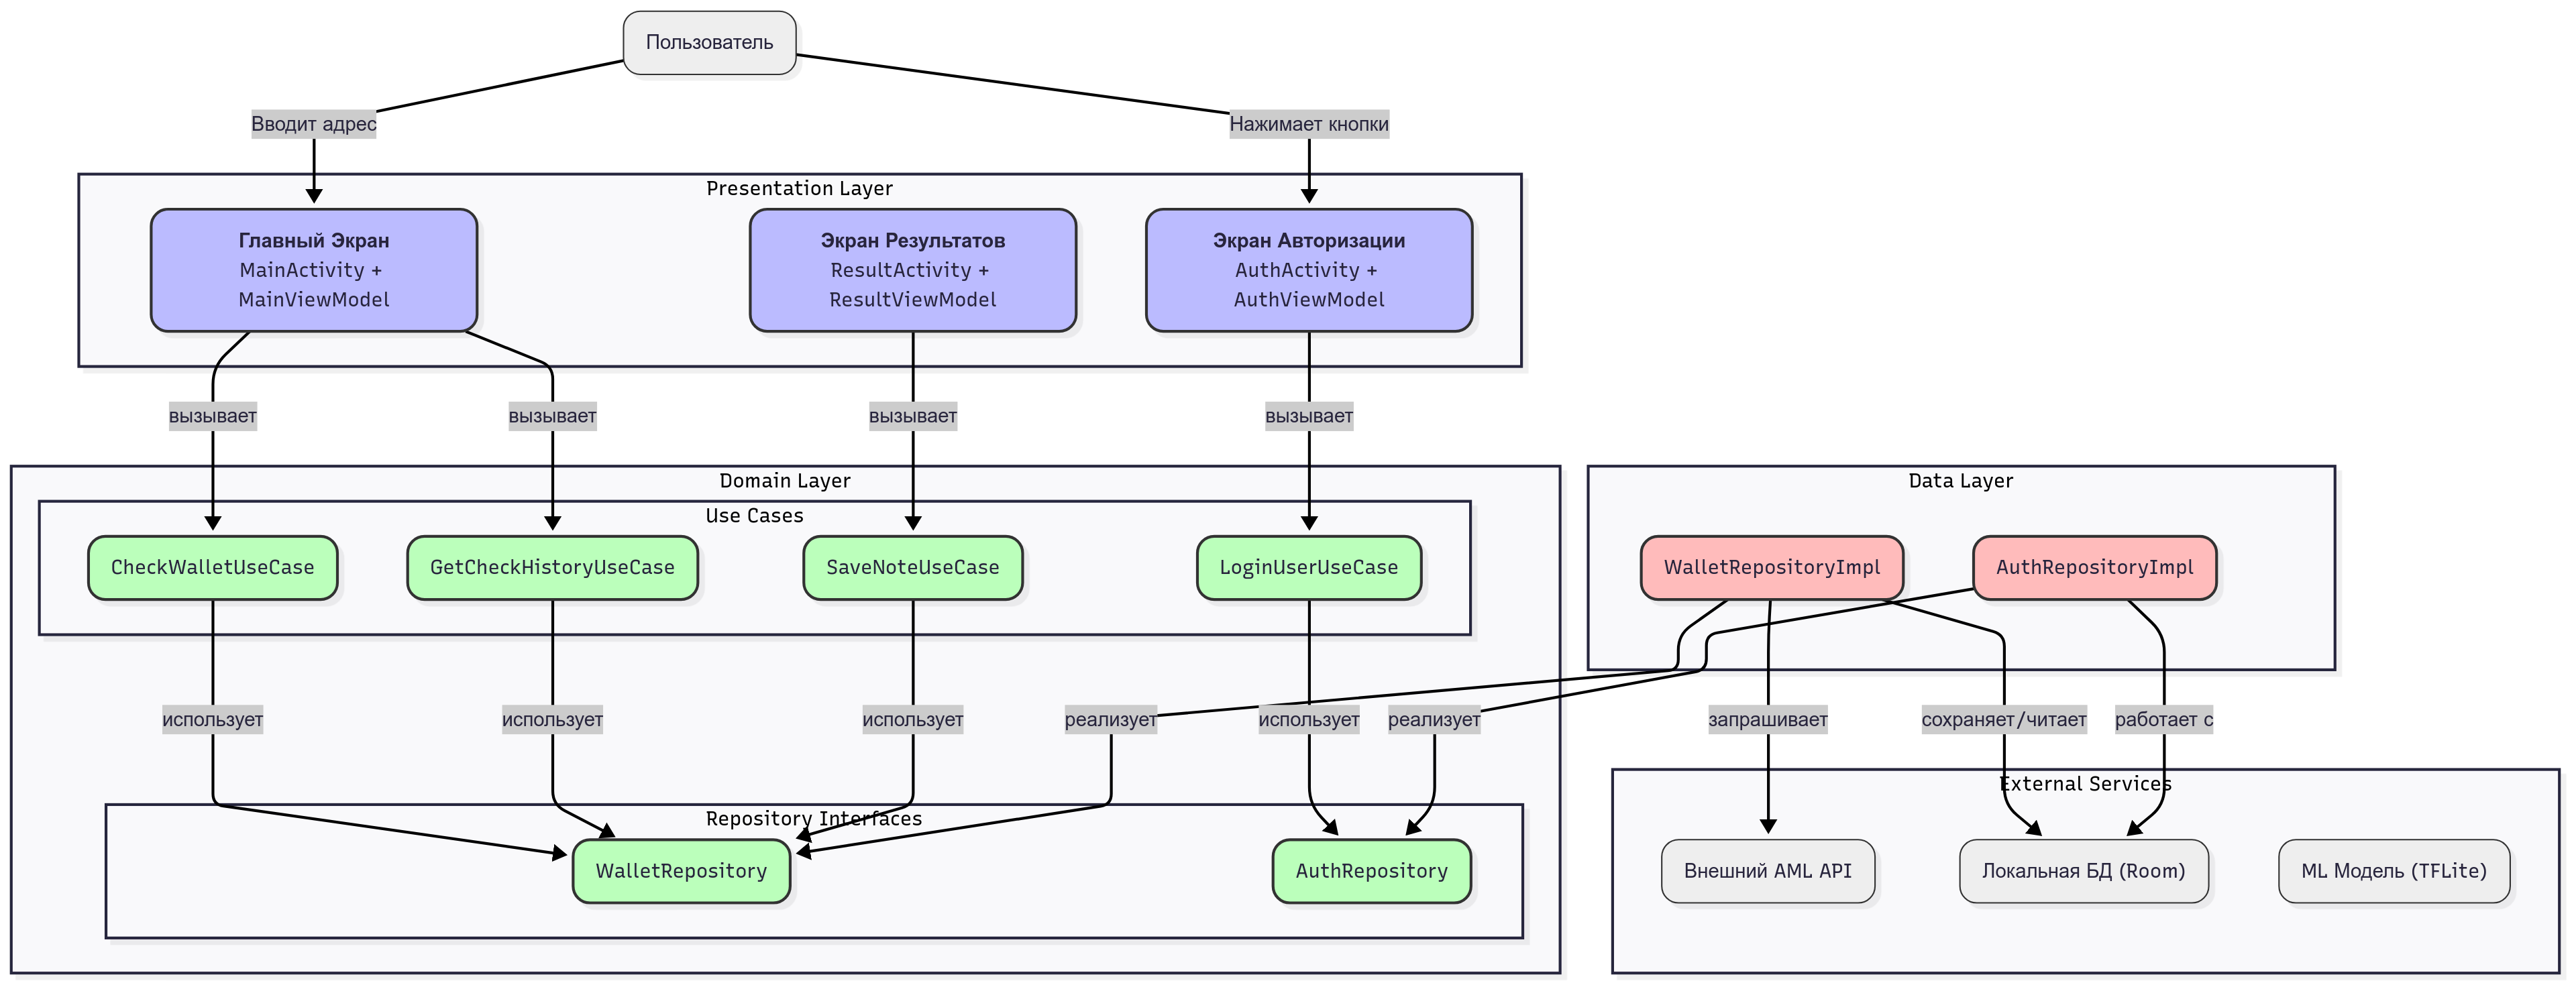 Пользователь
Вводит адрес
Нажимает кнопки
Presentation Layer
Главный Экран
MainActivity +
MainViewModel
Экран Результатов
ResultActivity +
ResultViewModel
Экран Авторизации
AuthActivity +
AuthViewModel
вызывает
вызывает
вызывает
вызывает
Domain Layer
Use Cases
CheckWalletUseCase
GetCheckHistoryUseCase
SaveNoteUseCase
LoginUserUseCase
Data Layer
WalletRepositoryImpl
AuthRepositoryImpl
использует
использует
использует
реализует
использует
реализует
запрашивает
сохраняет/читает
работает с
Repository Interfaces
WalletRepository
AuthRepository
External Services
Внешний AML API
Локальная БД (Room)
ML Модель (TFLite)